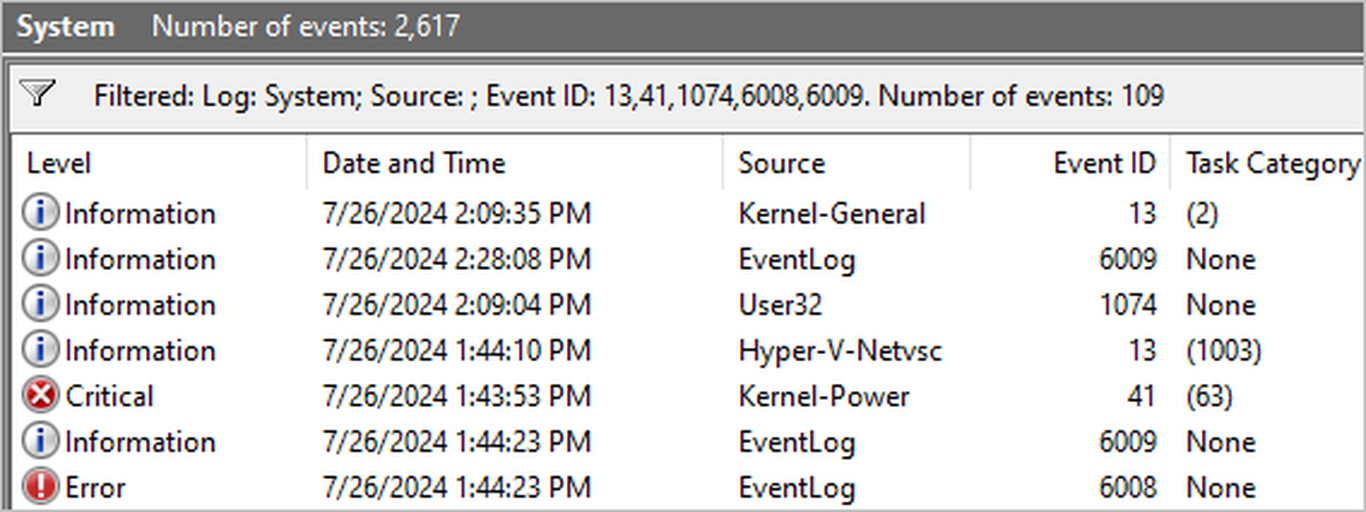 System Number of events: 2,617
Filtered: Log: System; Source: ; Event ID: 13,41,1074,6008,6009. Number of events: 109
Level Date and Time Source Event ID Task Category
Information 7/26/2024 2:09:35 PM Kernel-General 13 (2)
Information 7/26/2024 2:28:08 PM EventLog 6009 None
Information 7/26/2024 2:09:04 PM User32 1074 None
Information 7/26/2024 1:44:10 PM Hyper-V-Netvsc 13 (1003)
Critical 7/26/2024 1:43:53 PM Kernel-Power 41 (63)
Information 7/26/2024 1:44:23 PM EventLog 6009 None
Error 7/26/2024 1:44:23 PM EventLog 6008 None